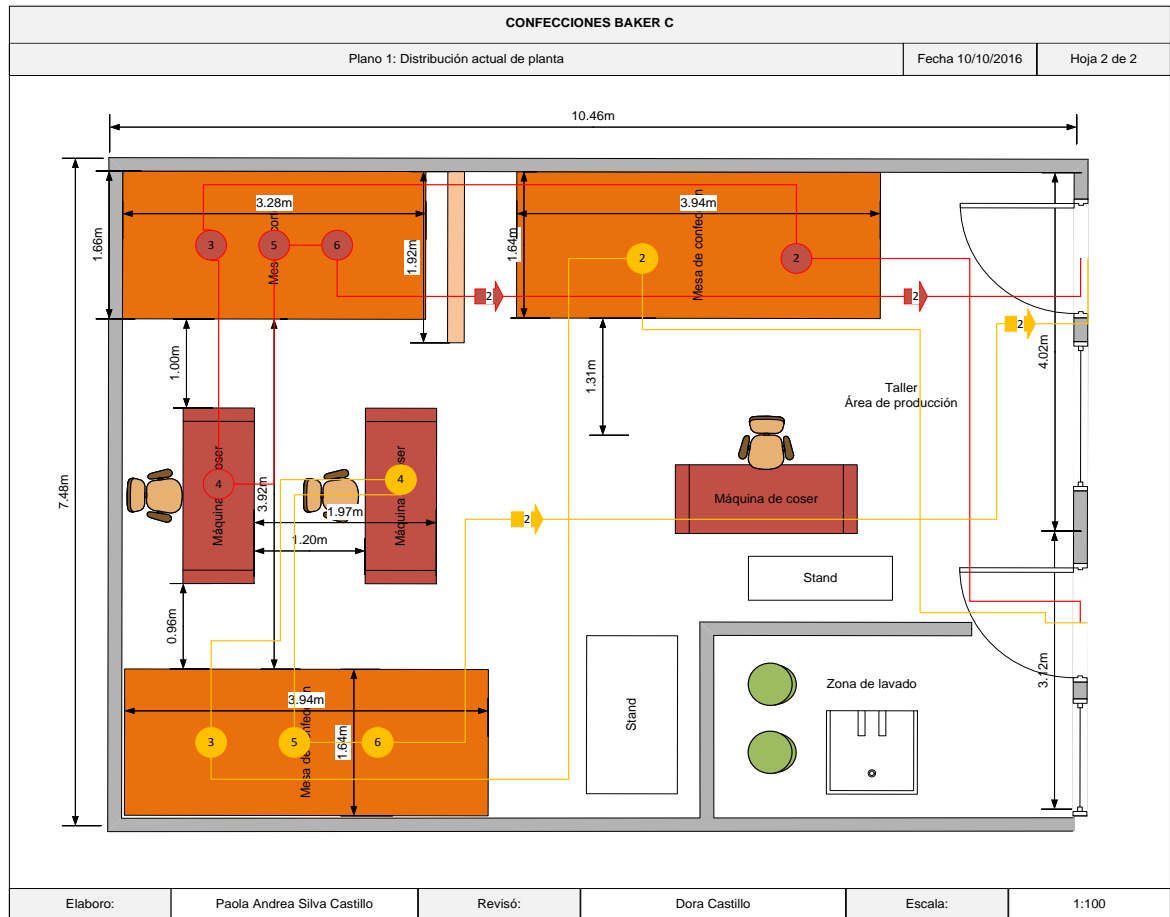 CONFECCIONES BAKER C
Plano 1: Distribución actual de planta
Fecha 10/10/2016
Hoja 2 de 2
10.46m
3.28m
3.94m
1.66m
1.92m
1.64m
Mesa de confección
3
5
6
2
2
2
2
2
4.02m
1.00m
1.31m
Taller
Área de producción
7.48m
Máquina coser
4
3.92m
4
Máquina ser
1.97m
1.20m
Máquina de coser
2
0.96m
Stand
3.12m
3.94m
Zona de lavado
Stand
3
5
6
1.64m
Mesa de confección
Elaboro:
Paola Andrea Silva Castillo
Revisó:
Dora Castillo
Escala:
1:100